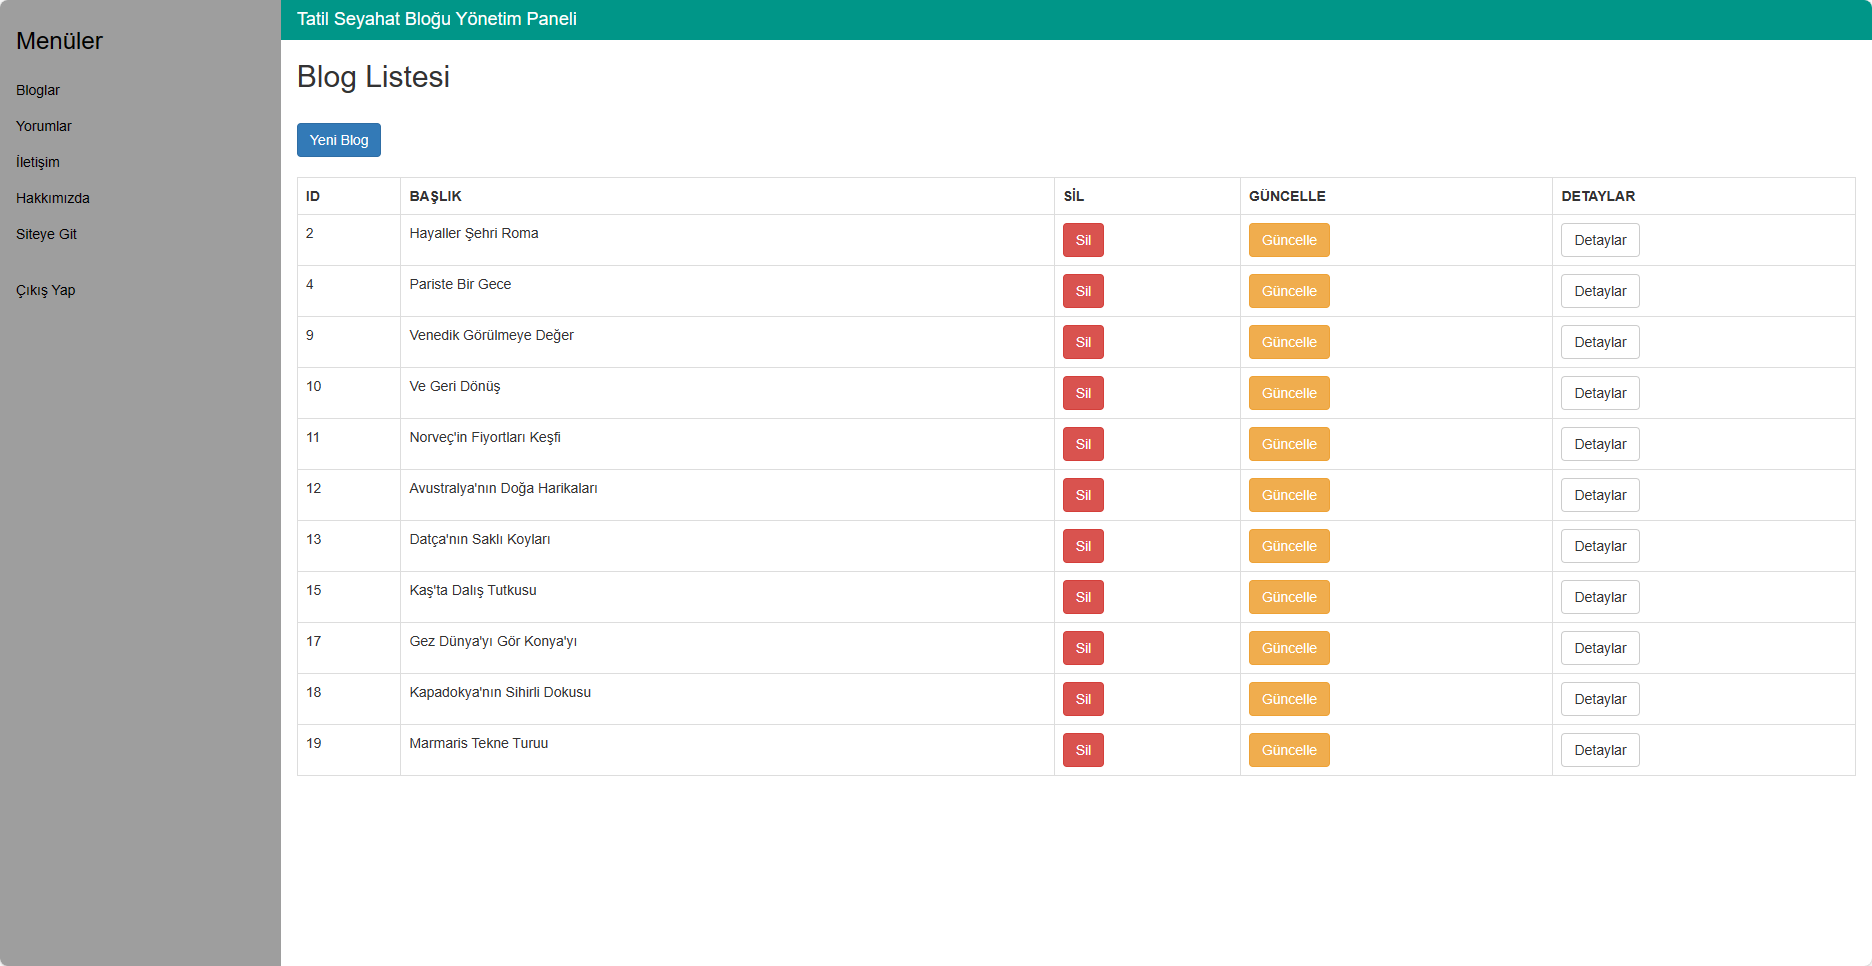 Tatil Seyahat Bloğu Yönetim Paneli
Menüler
Bloglar
Yorumlar
İletişim
Hakkımızda
Siteye Git
Çıkış Yap
Blog Listesi
Yeni Blog
ID BAŞLIK SİL GÜNCELLE DETAYLAR
2 Hayaller Şehri Roma Sil Güncelle Detaylar
4 Pariste Bir Gece Sil Güncelle Detaylar
9 Venedik Görülmeye Değer Sil Güncelle Detaylar
10 Ve Geri Dönüş Sil Güncelle Detaylar
11 Norveç'in Fiyortları Keşfi Sil Güncelle Detaylar
12 Avustralya'nın Doğa Harikaları Sil Güncelle Detaylar
13 Datça'nın Saklı Koyları Sil Güncelle Detaylar
15 Kaş'ta Dalış Tutkusu Sil Güncelle Detaylar
17 Gez Dünya'yı Gör Konya'yı Sil Güncelle Detaylar
18 Kapadokya'nın Sihirli Dokusu Sil Güncelle Detaylar
19 Marmaris Tekne Turuu Sil Güncelle Detaylar